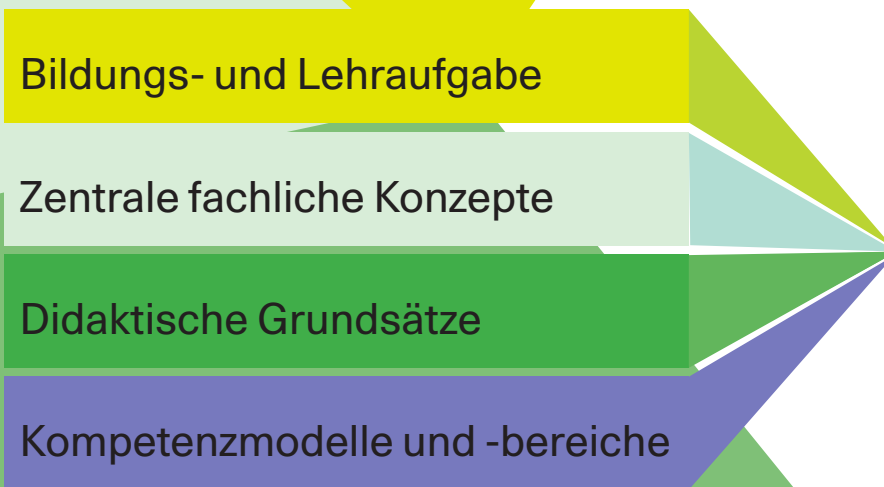 Bildungs- und Lehraufgabe
Zentrale fachliche Konzepte
Didaktische Grundsätze
Kompetenzmodelle und -bereiche